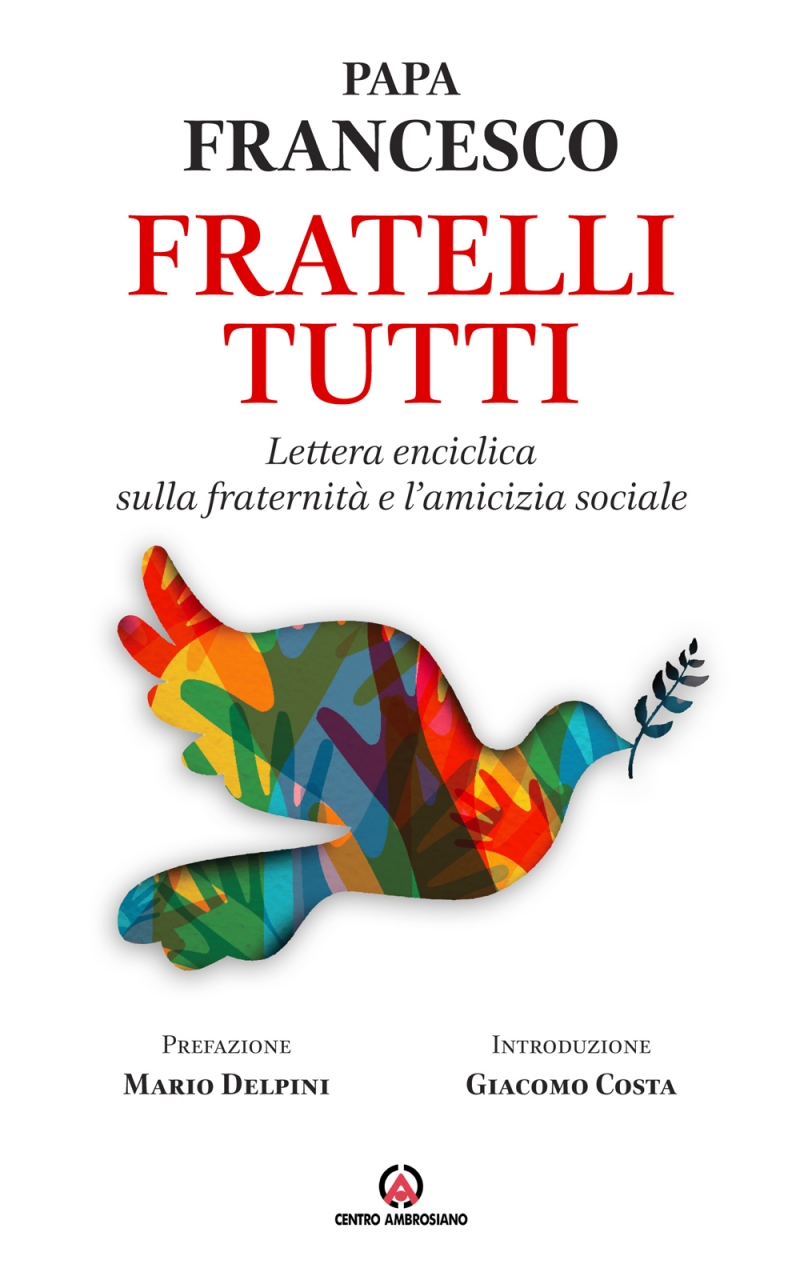 PAPA
FRANCESCO
FRATELLI
TUTTI
Lettera enciclica
sulla fraternità e l’amicizia sociale
Prefazione
Mario Delpini
Introduzione
Giacomo Costa
CENTRO AMBROSIANO